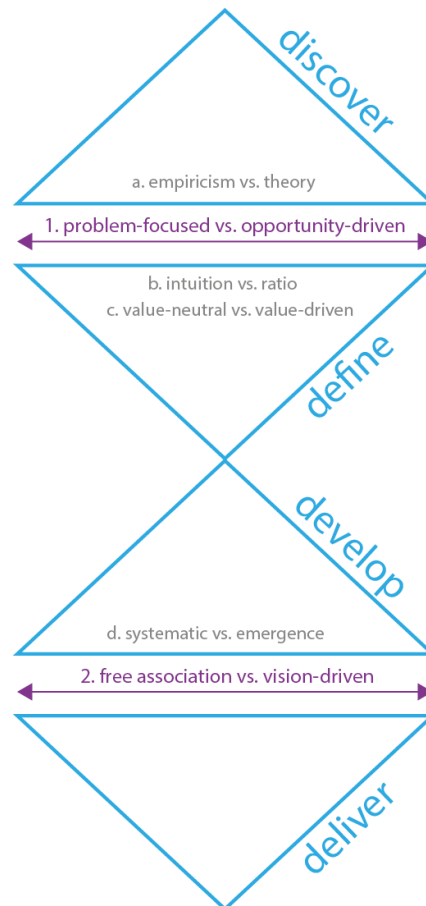 discover
a. empiricism vs. theory
1. problem-focused vs. opportunity-driven
b. intuition vs. ratio
c. value-neutral vs. value-driven
define
develop
d. systematic vs. emergence
2. free association vs. vision-driven
deliver